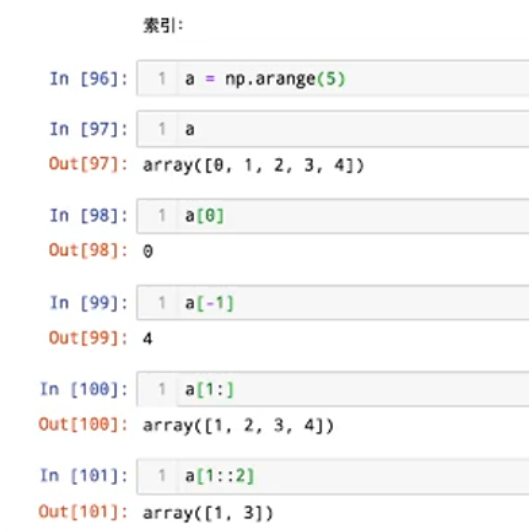 索引:
In [96]: 1 a = np.arange(5)
In [97]: 1 a
Out[97]: array([0, 1, 2, 3, 4])
In [98]: 1 a[0]
Out[98]: 0
In [99]: 1 a[-1]
Out[99]: 4
In [100]: 1 a[1:]
Out[100]: array([1, 2, 3, 4])
In [101]: 1 a[1::2]
Out[101]: array([1, 3])